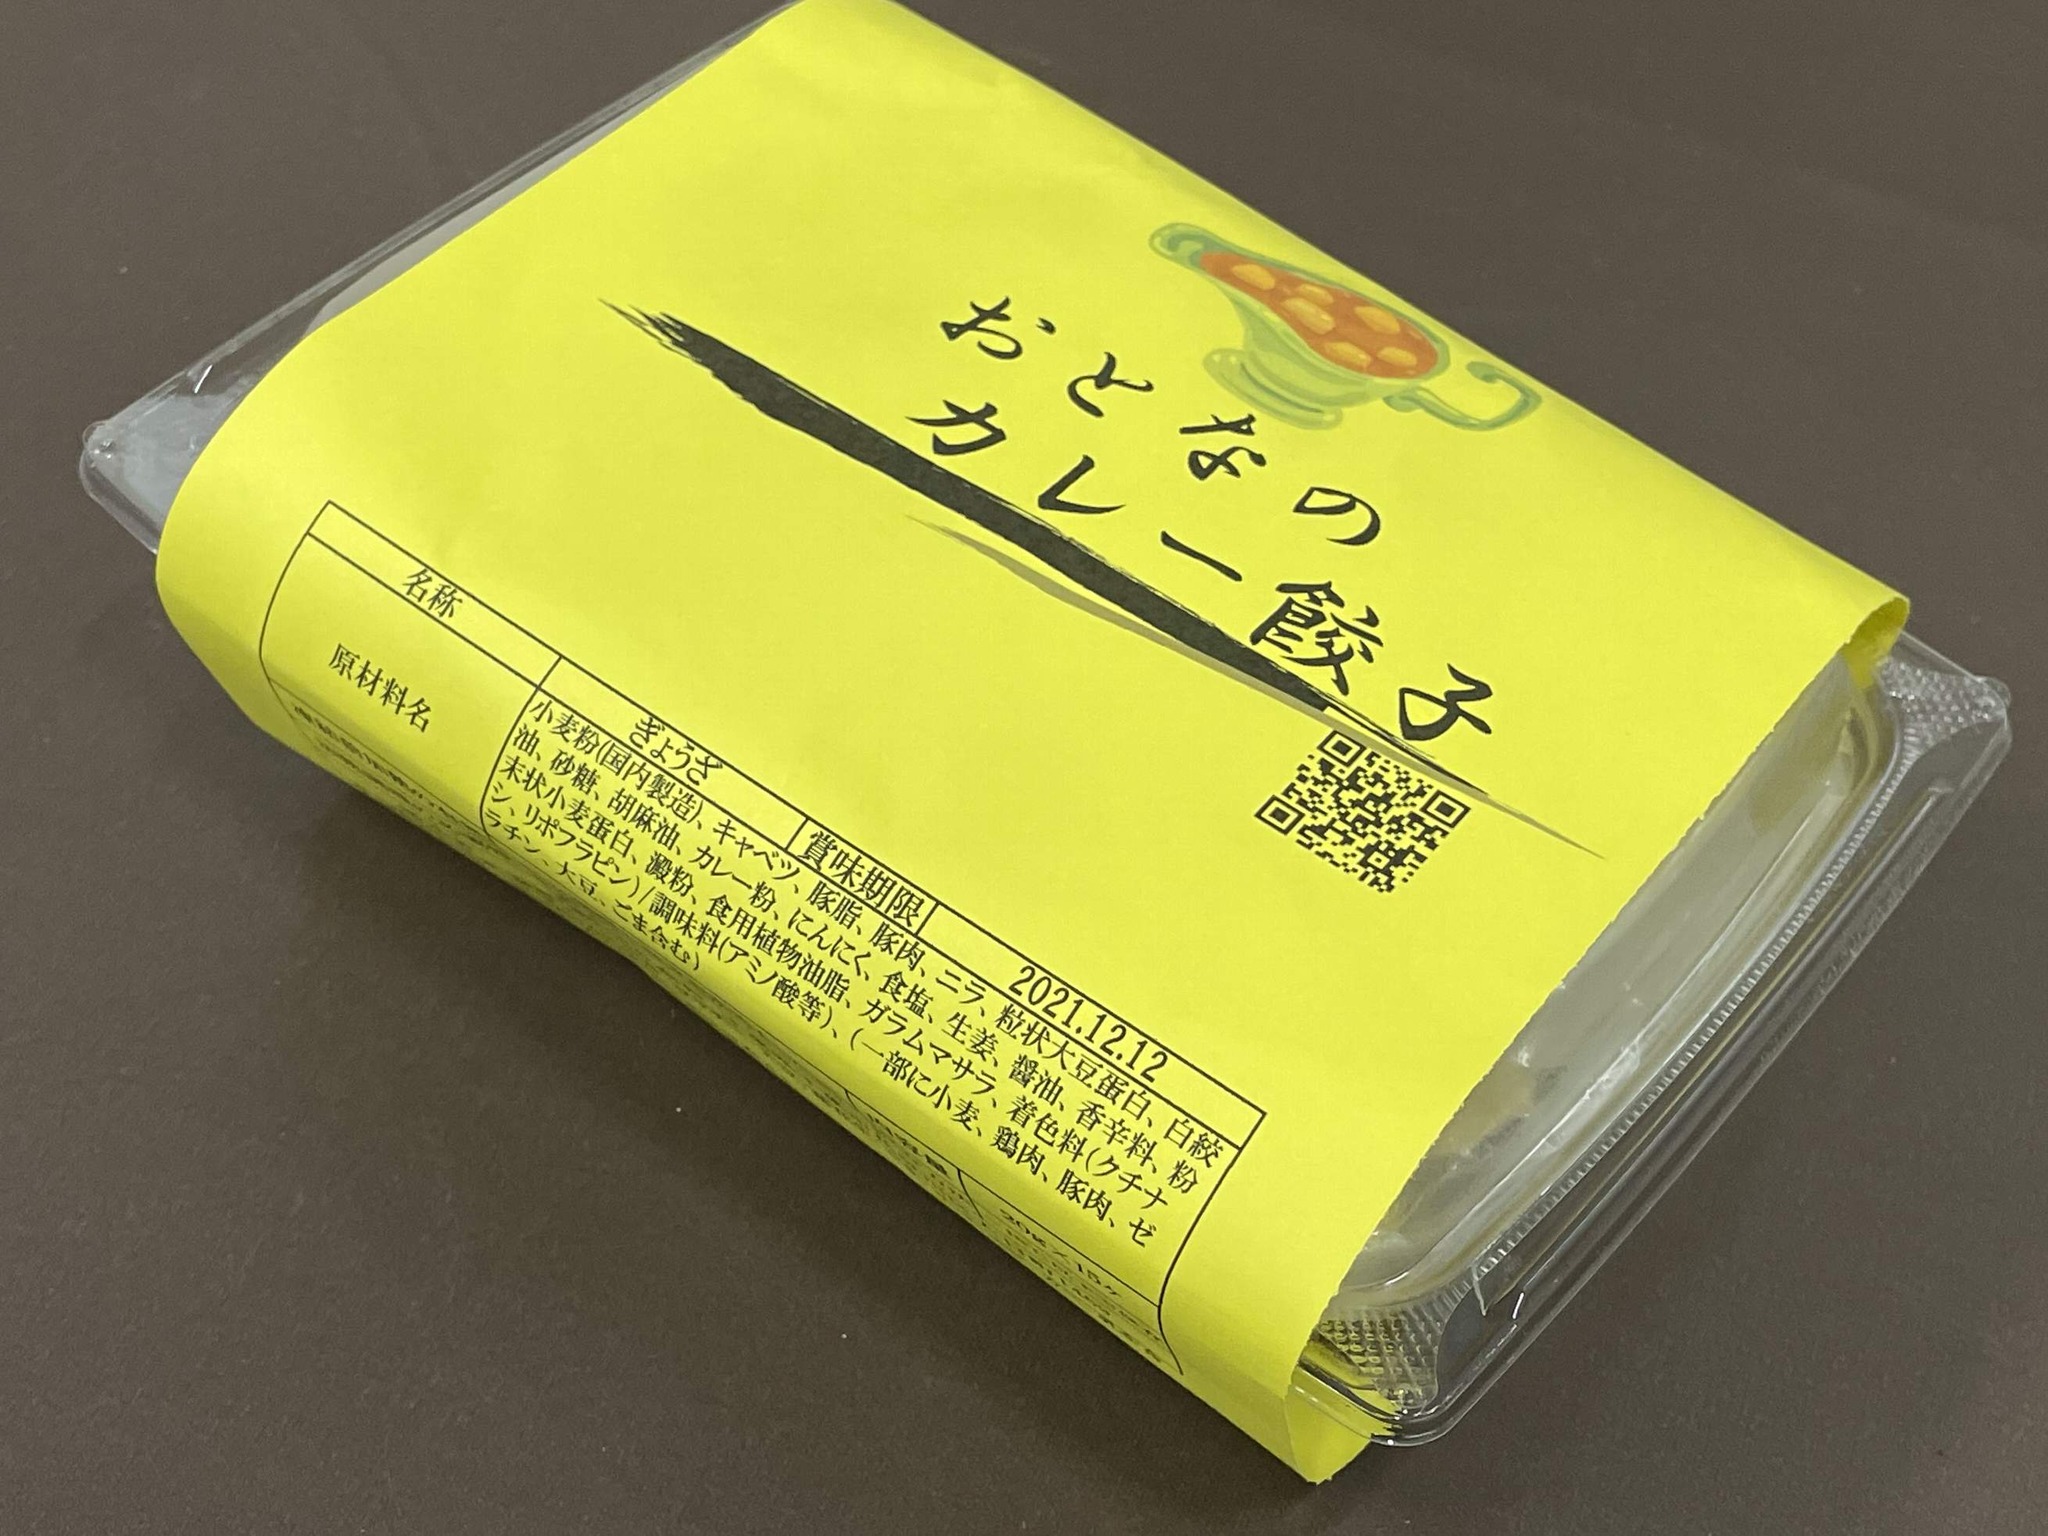 おとなの
カレー餃子
名称 ぎょうざ 賞味期限 2021.12.12
原材料名
小麦粉(国内製造)、キャベツ、豚脂、豚肉、ニラ、粒状大豆蛋白、白絞
油、砂糖、胡麻油、カレー粉、にんにく、食塩、生姜、醤油、香辛料、粉
末状小麦蛋白、澱粉、食用植物油脂、ガラムマサラ、着色料(クチナ
シ、リボフラビン)/調味料(アミノ酸等)、(一部に小麦、鶏肉、豚肉、ゼ
ラチン、大豆、ごま含む)
20g×15ケ